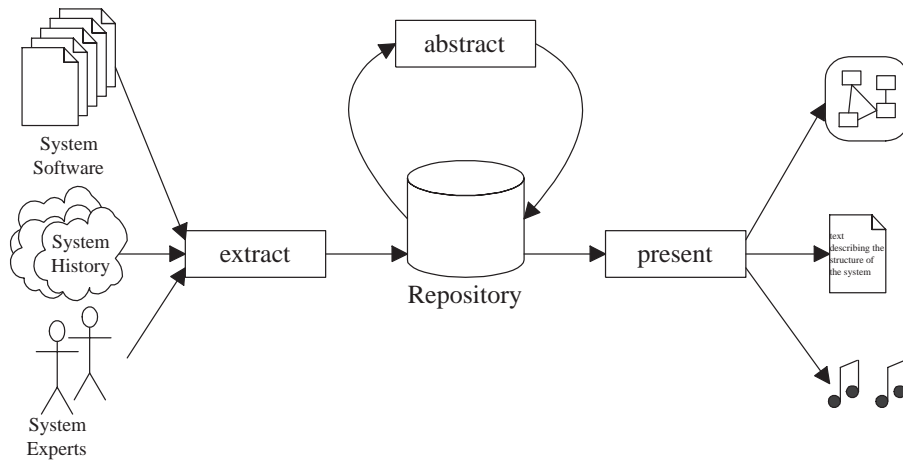 abstract
System
Software
System
History
extract
Repository
present
text
describing the
structure of
the system
System
Experts